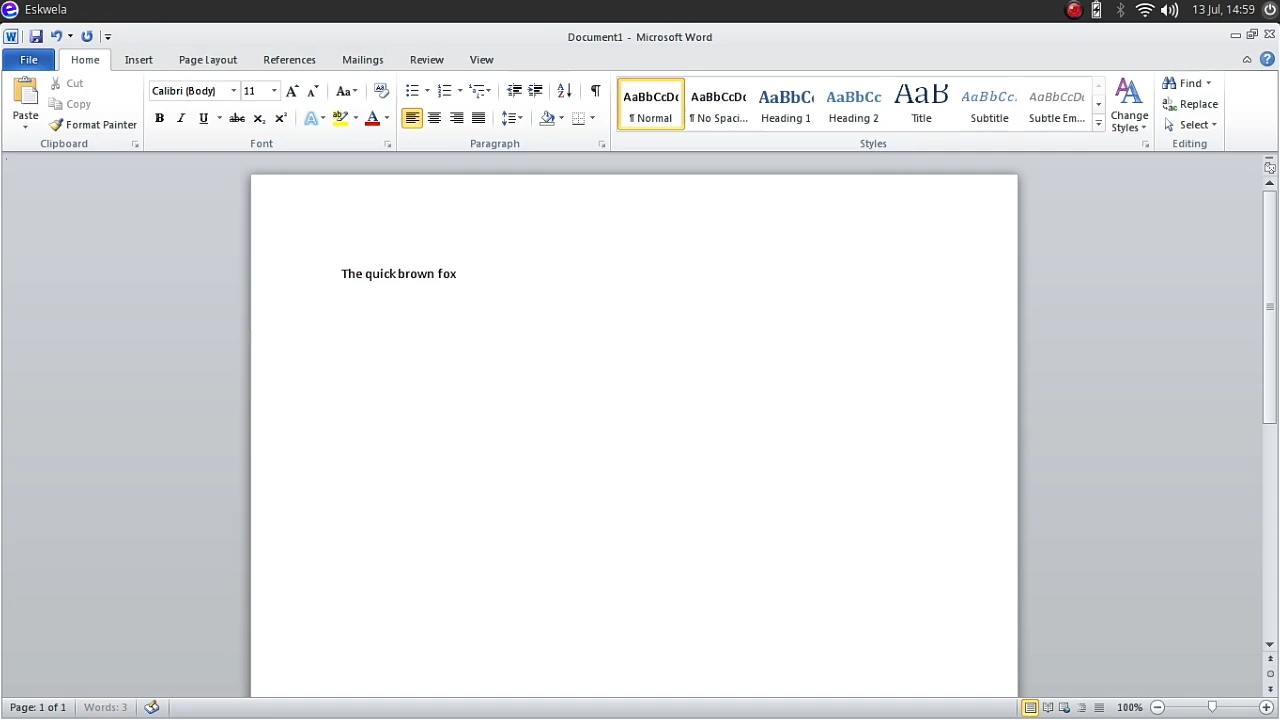 Eskwela 13 Jul, 14:59
Document1 - Microsoft Word
File Home Insert Page Layout References Mailings Review View
Paste
Cut
Copy
Format Painter
Clipboard
Calibri (Body) 11
Font
Paragraph
AaBbCcDc AaBbCcDc AaBbC AaBbCc AaB AaBbCc. AaBbCcDc
¶ Normal ¶ No Spaci... Heading 1 Heading 2 Title Subtitle Subtle Em...
Styles
Change
Styles
Find
Replace
Select
Editing
The quick brown fox
Page: 1 of 1 Words: 3 100%